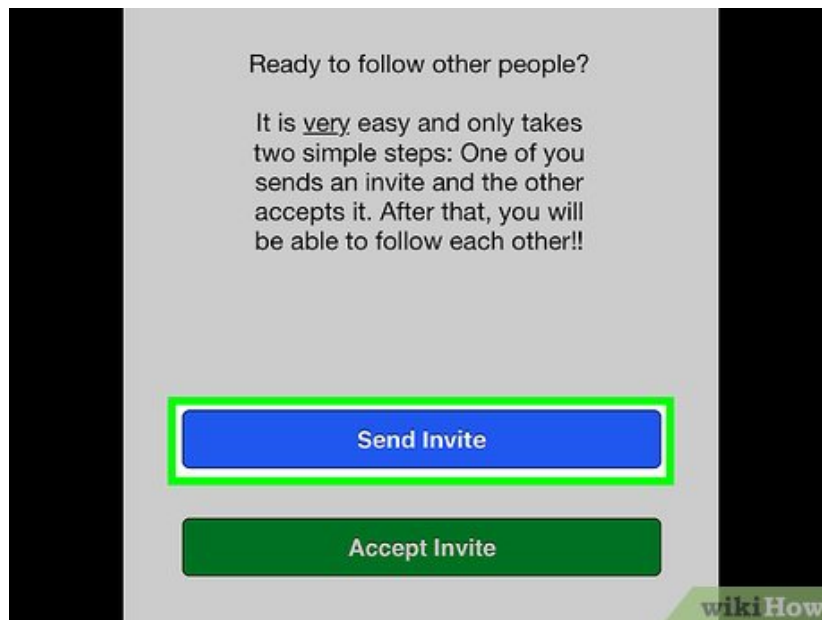 Ready to follow other people?
It is very easy and only takes
two simple steps: One of you
sends an invite and the other
accepts it. After that, you will
be able to follow each other!!
Send Invite
Accept Invite
wikiHow